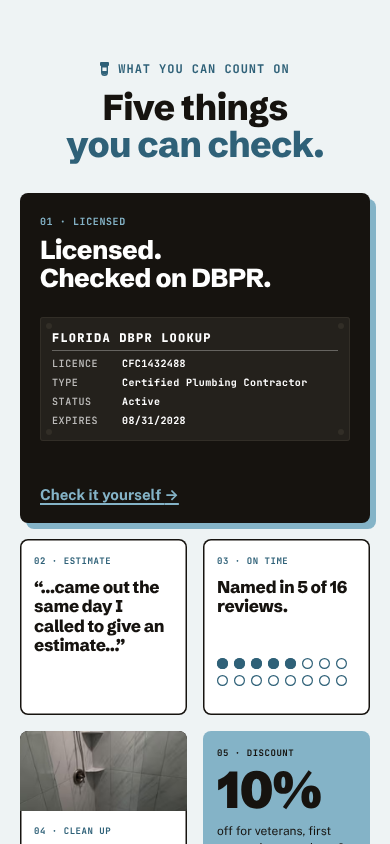 WHAT YOU CAN COUNT ON
Five things
you can check.
01 · LICENSED
Licensed.
Checked on DBPR.
FLORIDA DBPR LOOKUP
LICENCE CFC1432488
TYPE Certified Plumbing Contractor
STATUS Active
EXPIRES 08/31/2028
Check it yourself →
02 · ESTIMATE
“…came out the
same day I
called to give an
estimate…”
03 · ON TIME
Named in 5 of 16
reviews.
04 · CLEAN UP
05 · DISCOUNT
10%
off for veterans, first